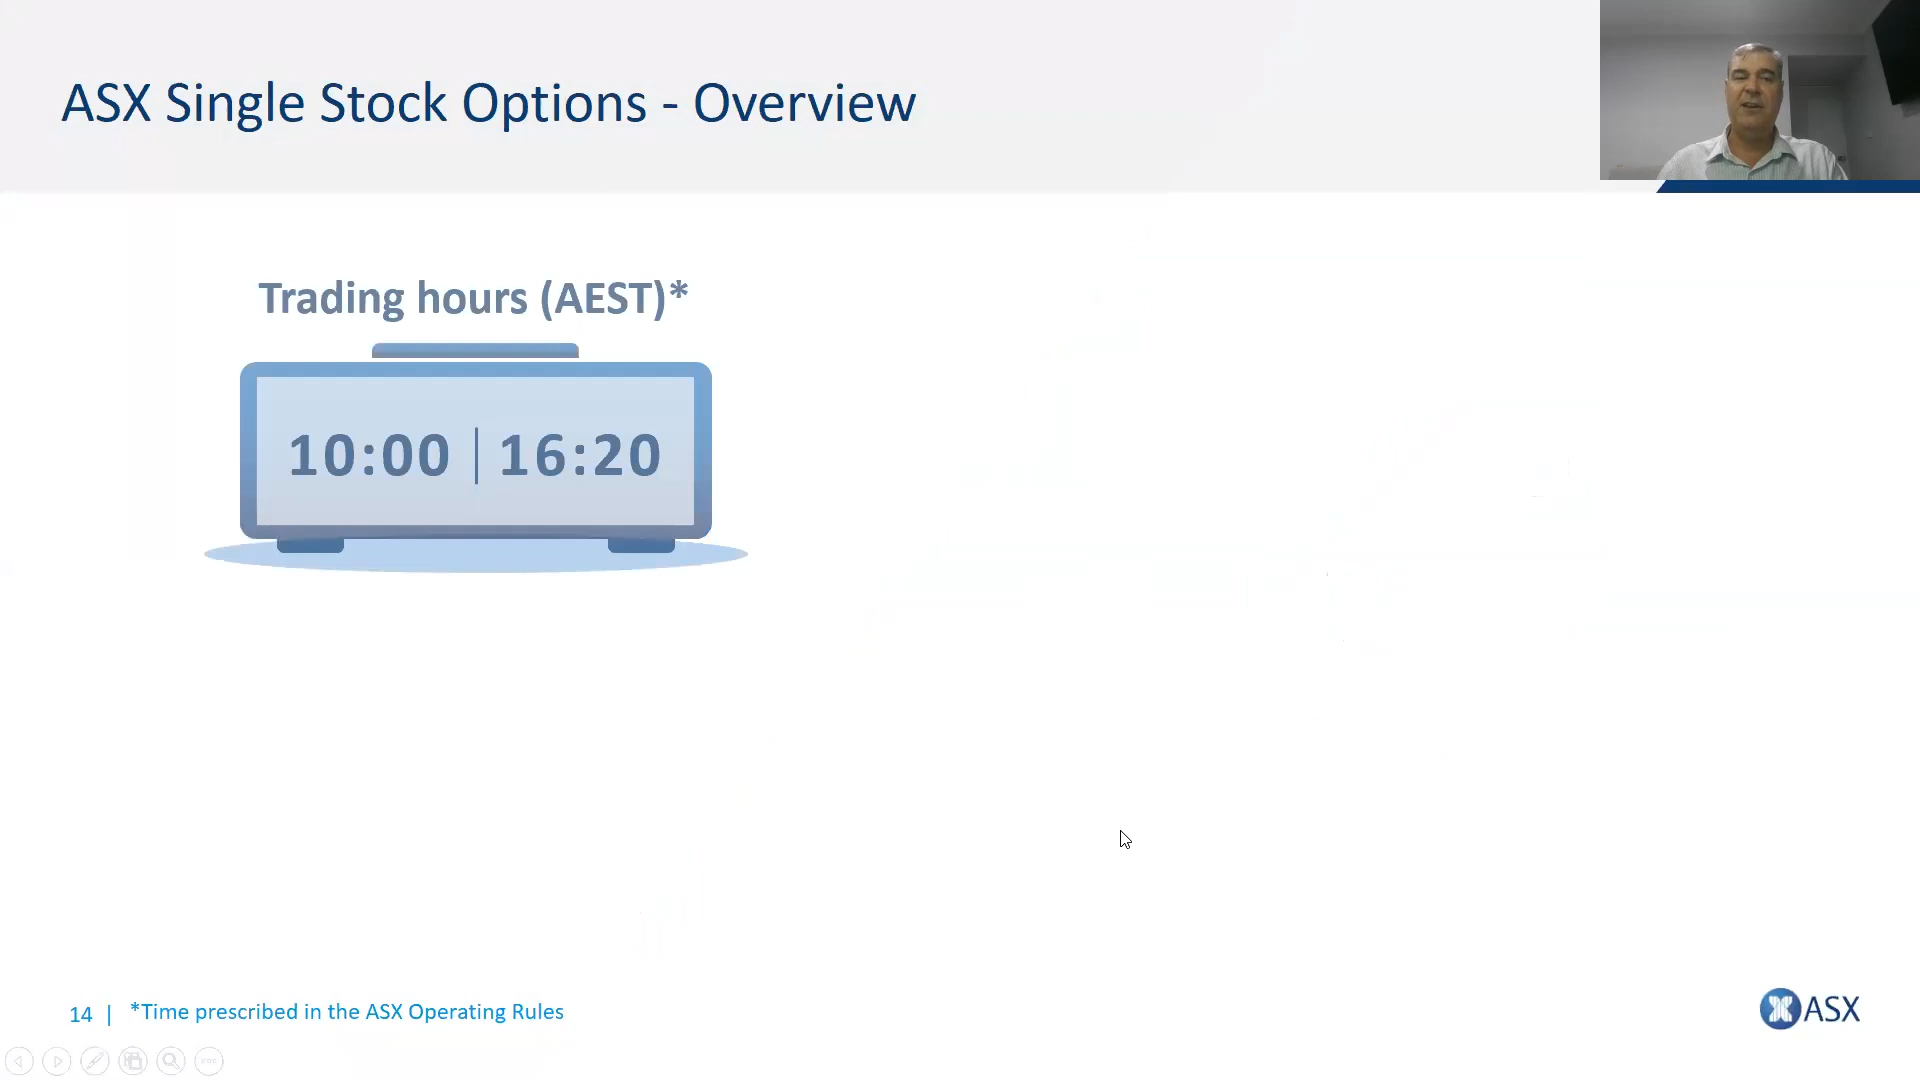 ASX Single Stock Options - Overview
Trading hours (AEST)*
10:00 | 16:20
14 | *Time prescribed in the ASX Operating Rules
ASX